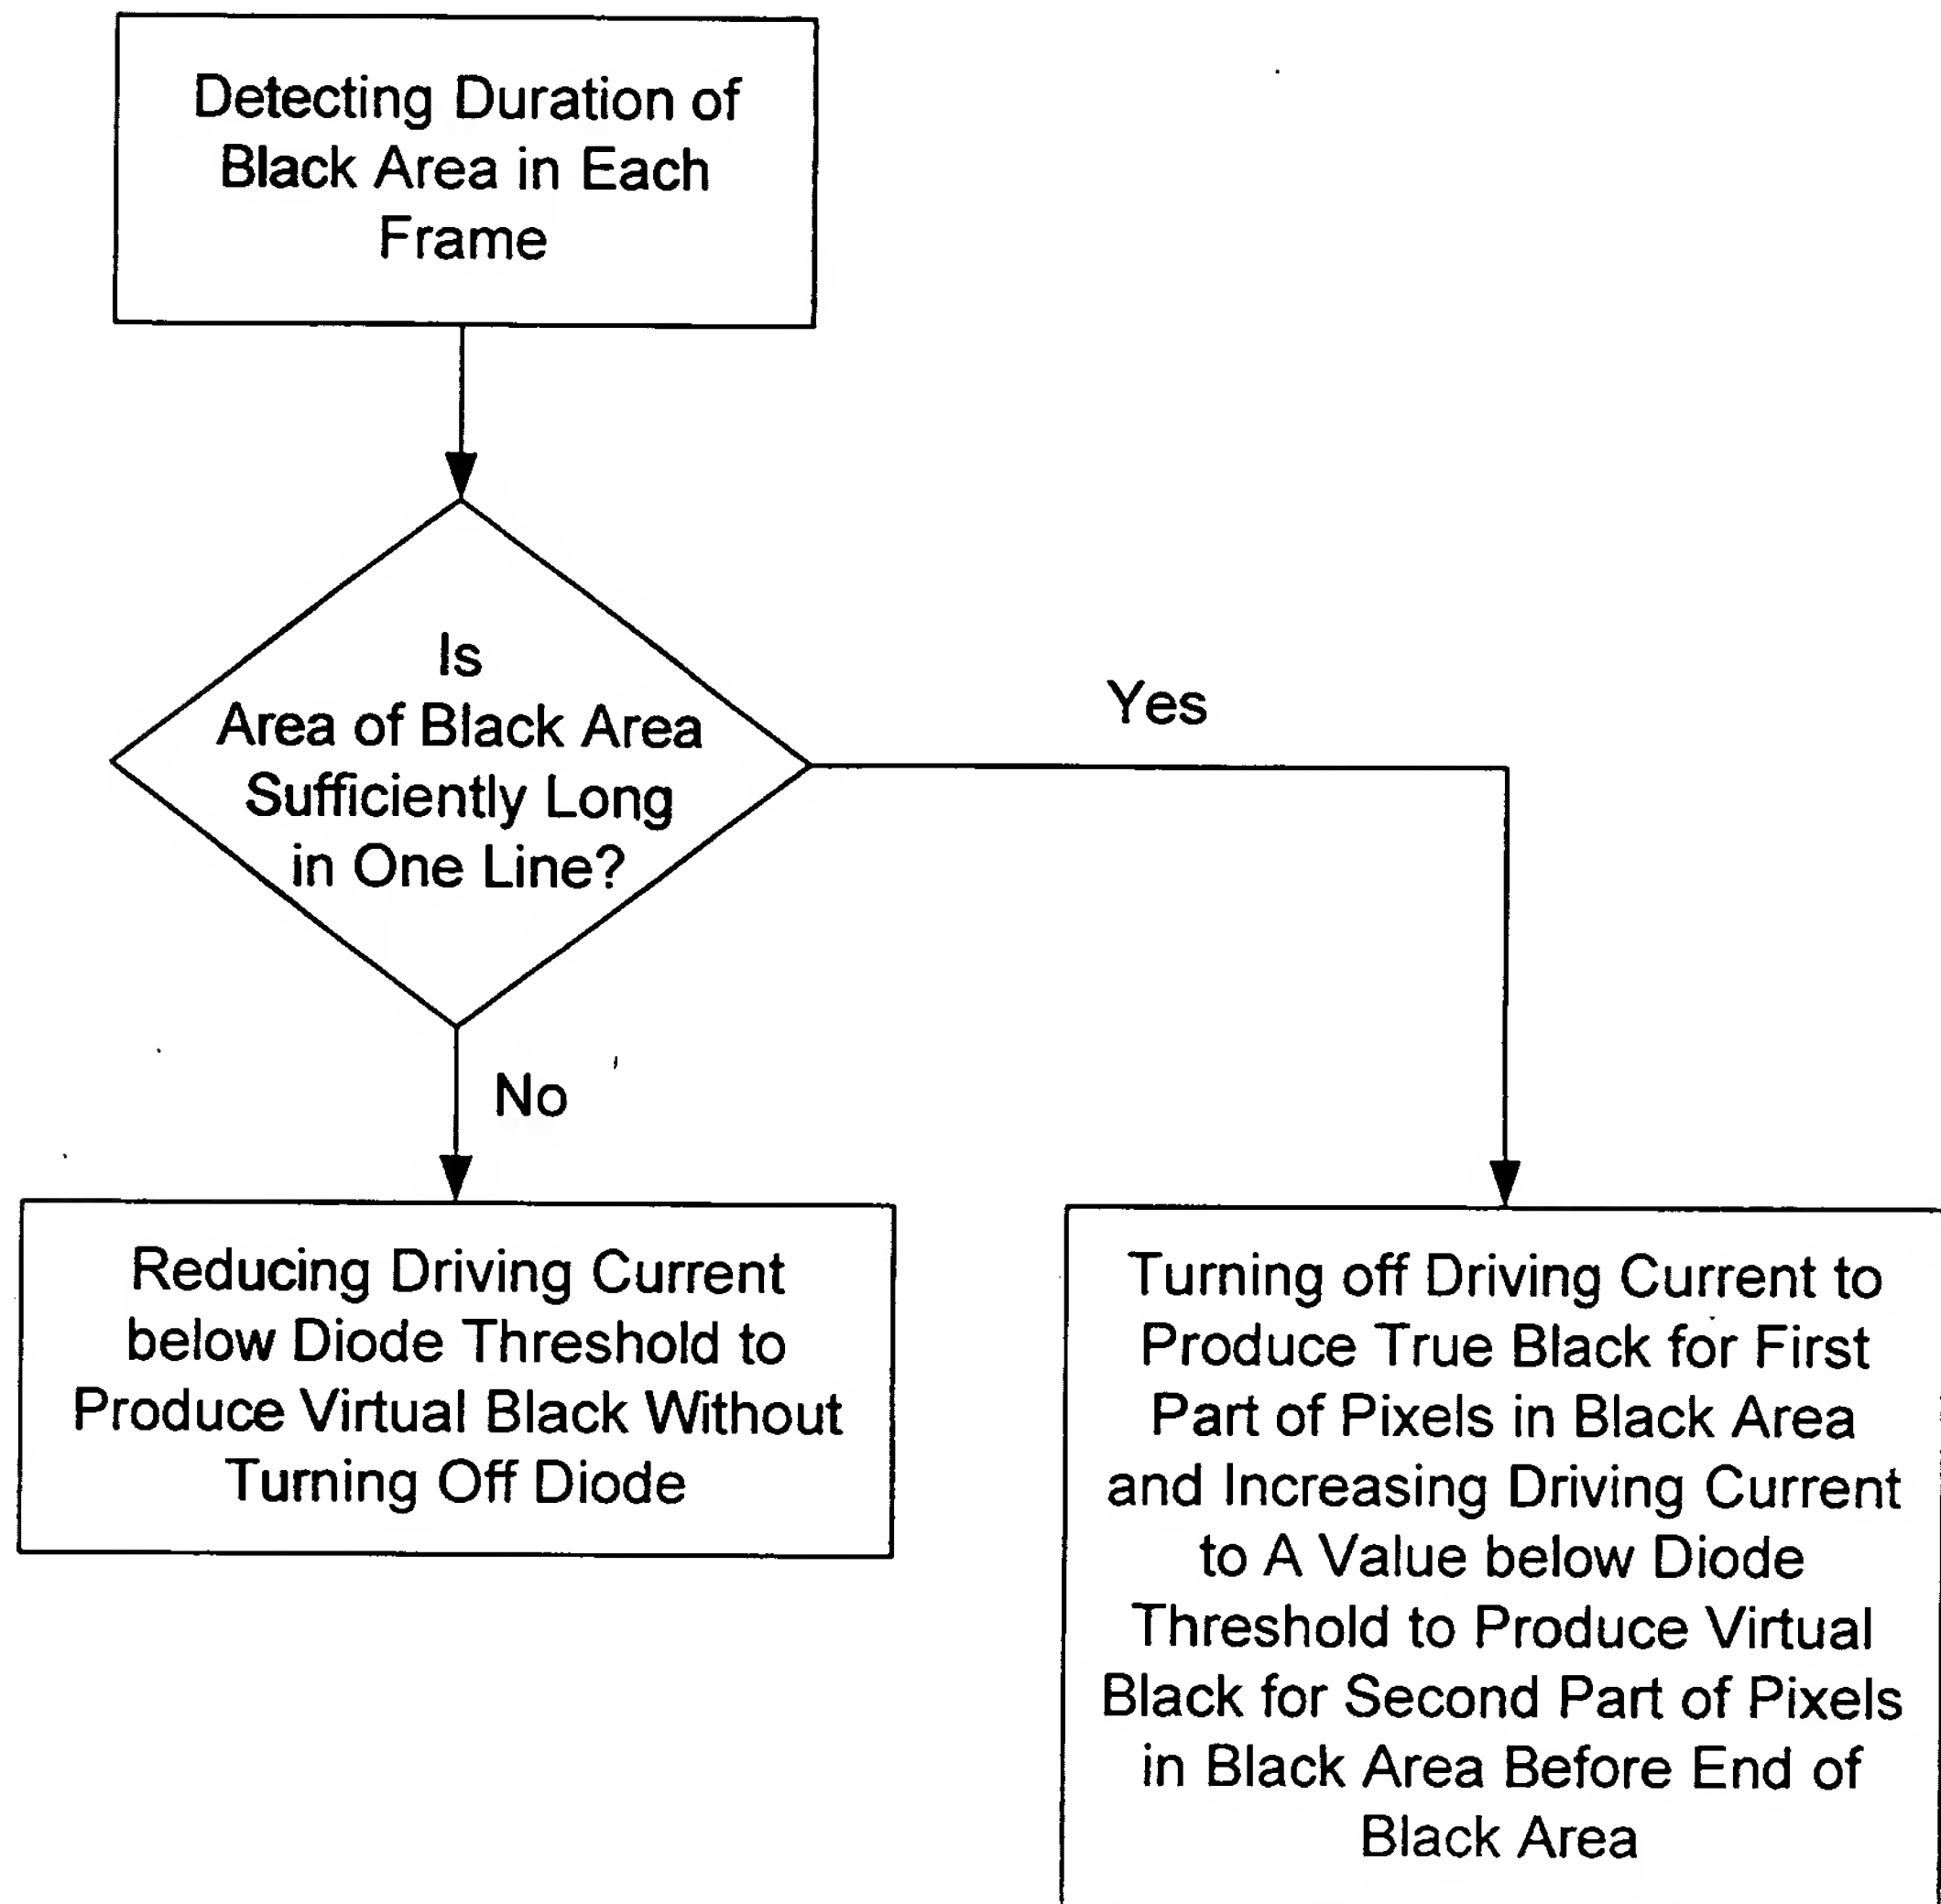 Detecting Duration of
Black Area in Each
Frame
Is
Area of Black Area
Sufficiently Long
in One Line?
Yes
No
Reducing Driving Current
below Diode Threshold to
Produce Virtual Black Without
Turning Off Diode
Turning off Driving Current to
Produce True Black for First
Part of Pixels in Black Area
and Increasing Driving Current
to A Value below Diode
Threshold to Produce Virtual
Black for Second Part of Pixels
in Black Area Before End of
Black Area